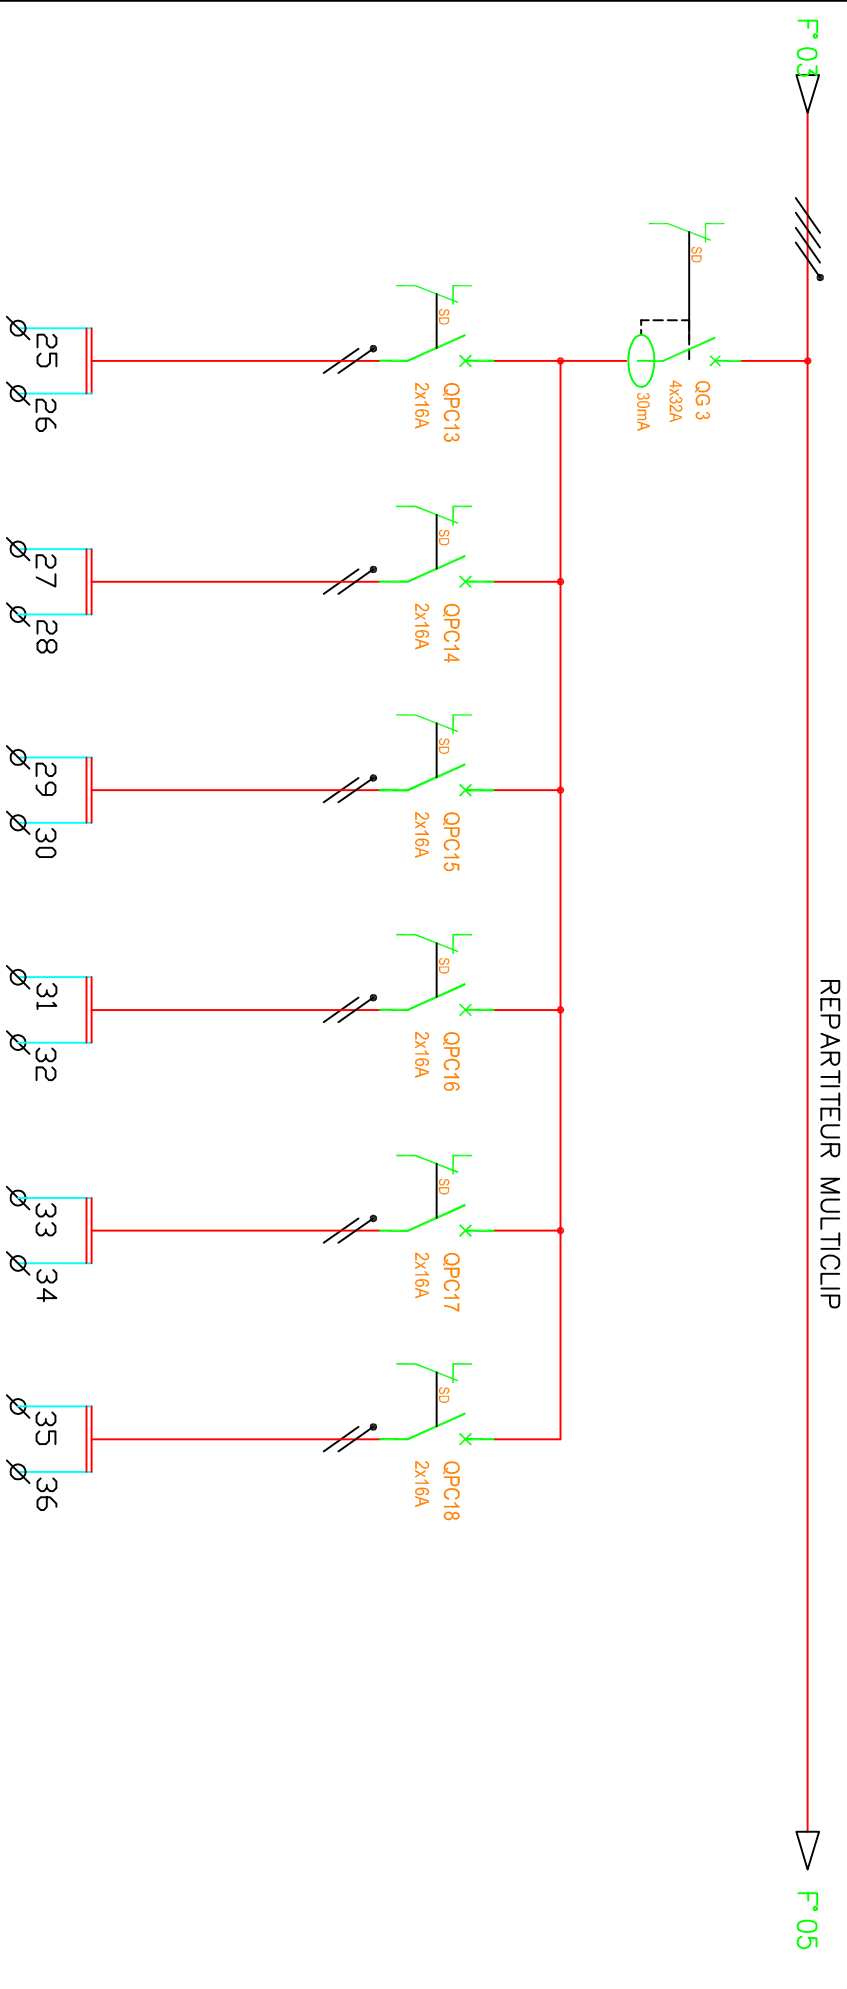 F°03
F°05
REPARTITEUR MULTICLIP
SD
QG 3
4x32A
30mA
SD
QPC13
2x16A
SD
QPC14
2x16A
SD
QPC15
2x16A
SD
QPC16
2x16A
SD
QPC17
2x16A
SD
QPC18
2x16A
25
26
27
28
29
30
31
32
33
34
35
36